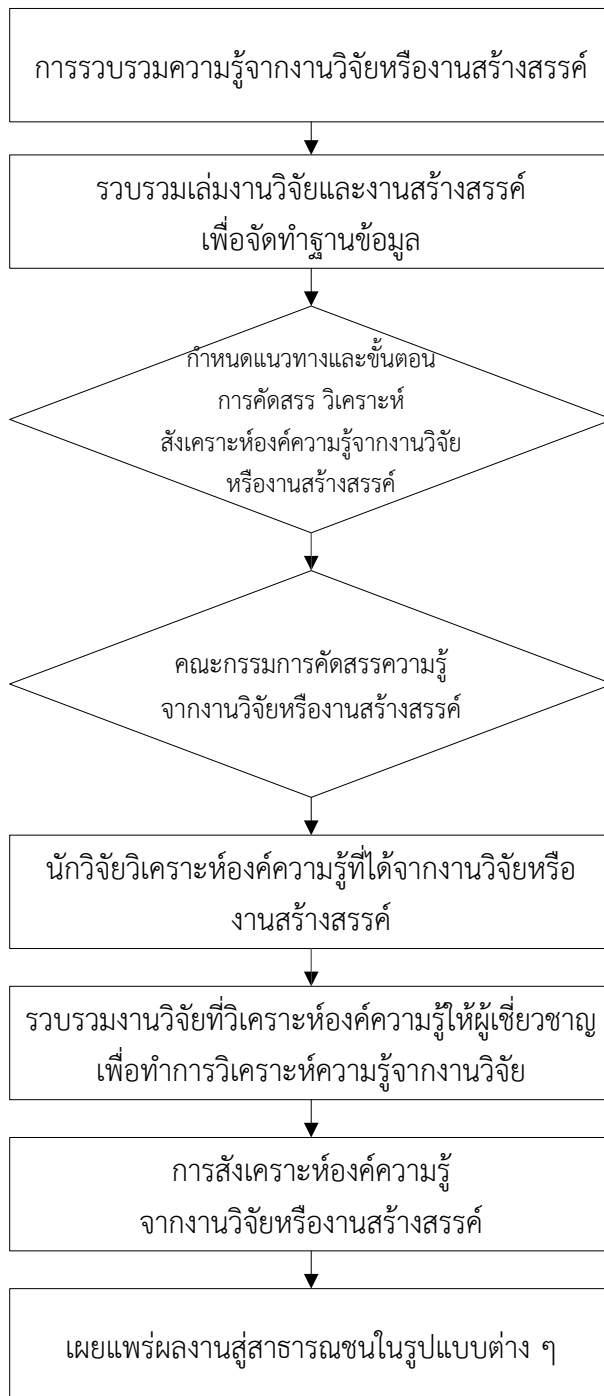 การรวบรวมความรู้จากงานวิจัยหรืองานสร้างสรรค์
รวบรวมเล่มงานวิจัยและงานสร้างสรรค์
เพื่อจัดทำฐานข้อมูล
กำหนดแนวทางและขั้นตอน
การคัดสรร วิเคราะห์
สังเคราะห์องค์ความรู้จากงานวิจัย
หรืองานสร้างสรรค์
คณะกรรมการคัดสรรความรู้
จากงานวิจัยหรืองานสร้างสรรค์
นักวิจัยวิเคราะห์องค์ความรู้ที่ได้จากงานวิจัยหรือ
งานสร้างสรรค์
รวบรวมงานวิจัยที่วิเคราะห์องค์ความรู้ให้ผู้เชี่ยวชาญ
เพื่อทำการวิเคราะห์ความรู้จากงานวิจัย
การสังเคราะห์องค์ความรู้
จากงานวิจัยหรืองานสร้างสรรค์
เผยแพร่ผลงานสู่สาธารณชนในรูปแบบต่าง ๆ